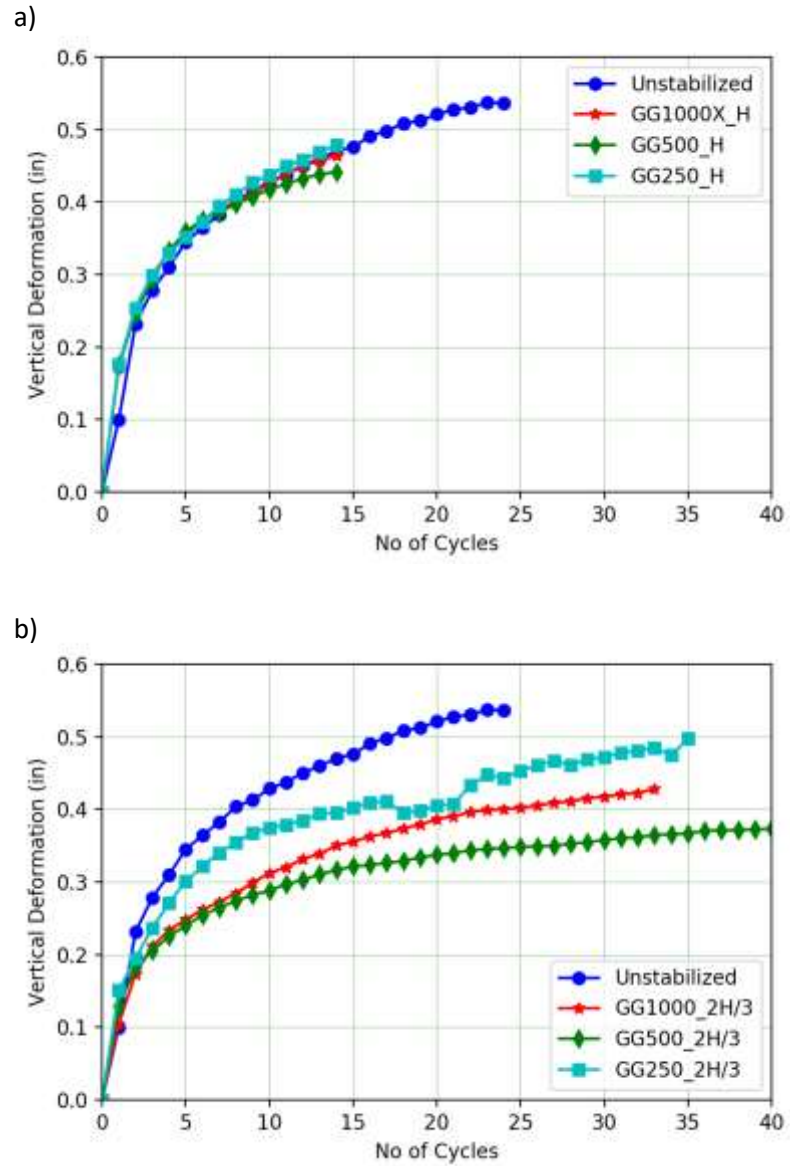 a)
0.6
0.5
0.4
0.3
0.2
0.1
0.0
Vertical Deformation (in)
Unstabilized
GG1000X_H
GG500_H
GG250_H
0 5 10 15 20 25 30 35 40
No of Cycles
b)
0.6
0.5
0.4
0.3
0.2
0.1
0.0
Vertical Deformation (in)
Unstabilized
GG1000_2H/3
GG500_2H/3
GG250_2H/3
0 5 10 15 20 25 30 35 40
No of Cycles